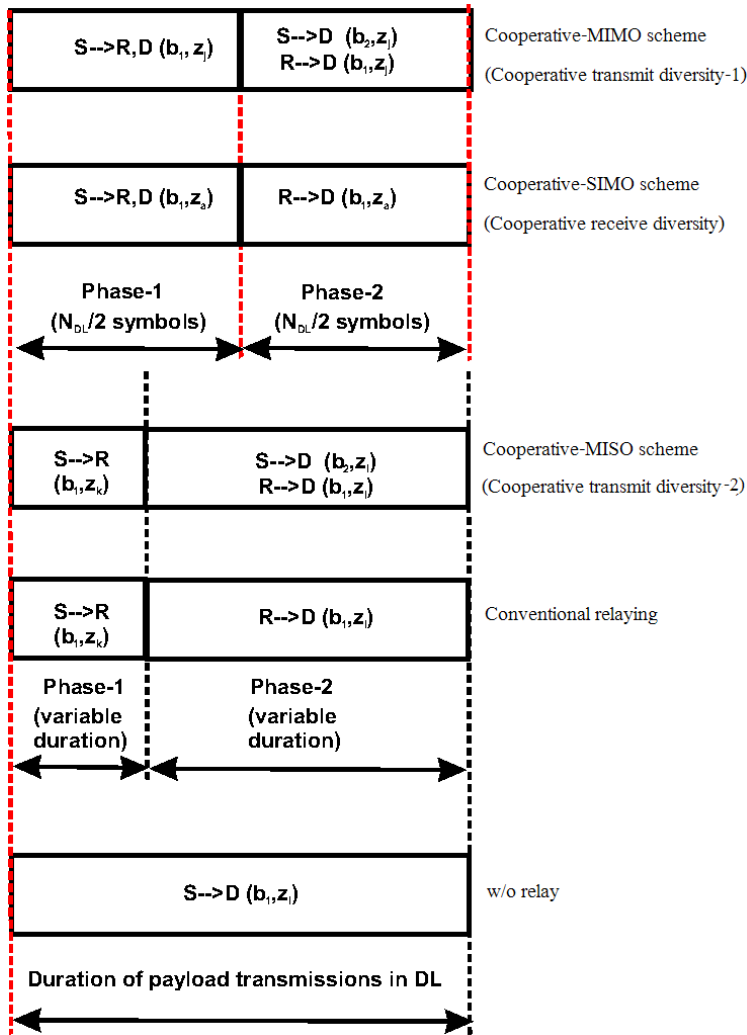 S-->R,D (b₁,zⱼ)
S-->D (b₂,zⱼ)
R-->D (b₁,zⱼ)
Cooperative-MIMO scheme
(Cooperative transmit diversity-1)
S-->R,D (b₁,zₐ)
R-->D (b₁,zₐ)
Cooperative-SIMO scheme
(Cooperative receive diversity)
Phase-1
(N_DL/2 symbols)
Phase-2
(N_DL/2 symbols)
S-->R
(b₁,zₖ)
S-->D (b₂,zₗ)
R-->D (b₁,zₗ)
Cooperative-MISO scheme
(Cooperative transmit diversity-2)
S-->R
(b₁,zₖ)
R-->D (b₁,zₗ)
Conventional relaying
Phase-1
(variable
duration)
Phase-2
(variable
duration)
S-->D (b₁,zₗ)
w/o relay
Duration of payload transmissions in DL